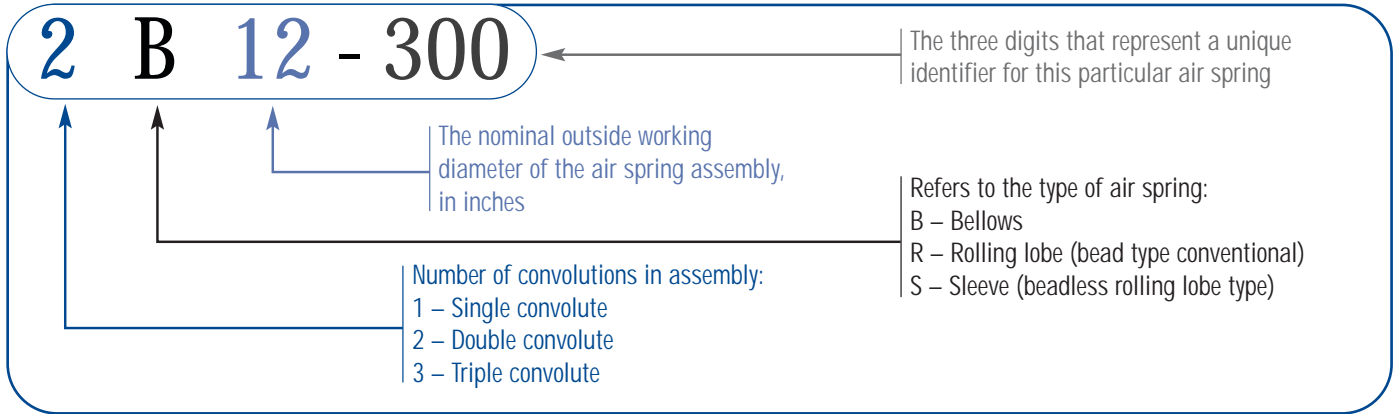 2 B 12 - 300
The three digits that represent a unique
identifier for this particular air spring
The nominal outside working
diameter of the air spring assembly,
in inches
Refers to the type of air spring:
B – Bellows
R – Rolling lobe (bead type conventional)
S – Sleeve (beadless rolling lobe type)
Number of convolutions in assembly:
1 – Single convolute
2 – Double convolute
3 – Triple convolute